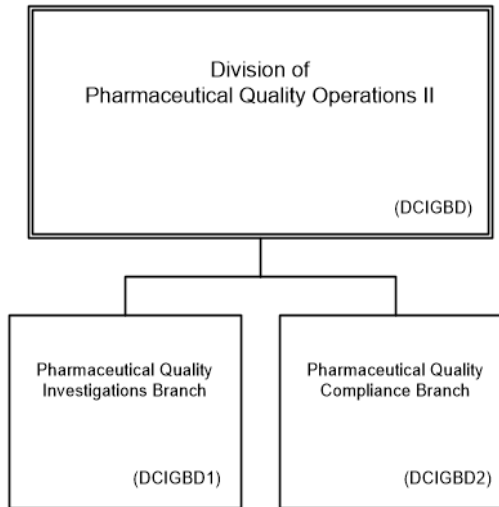 Division of
Pharmaceutical Quality Operations II
(DCIGBD)
Pharmaceutical Quality
Investigations Branch
(DCIGBD1)
Pharmaceutical Quality
Compliance Branch
(DCIGBD2)